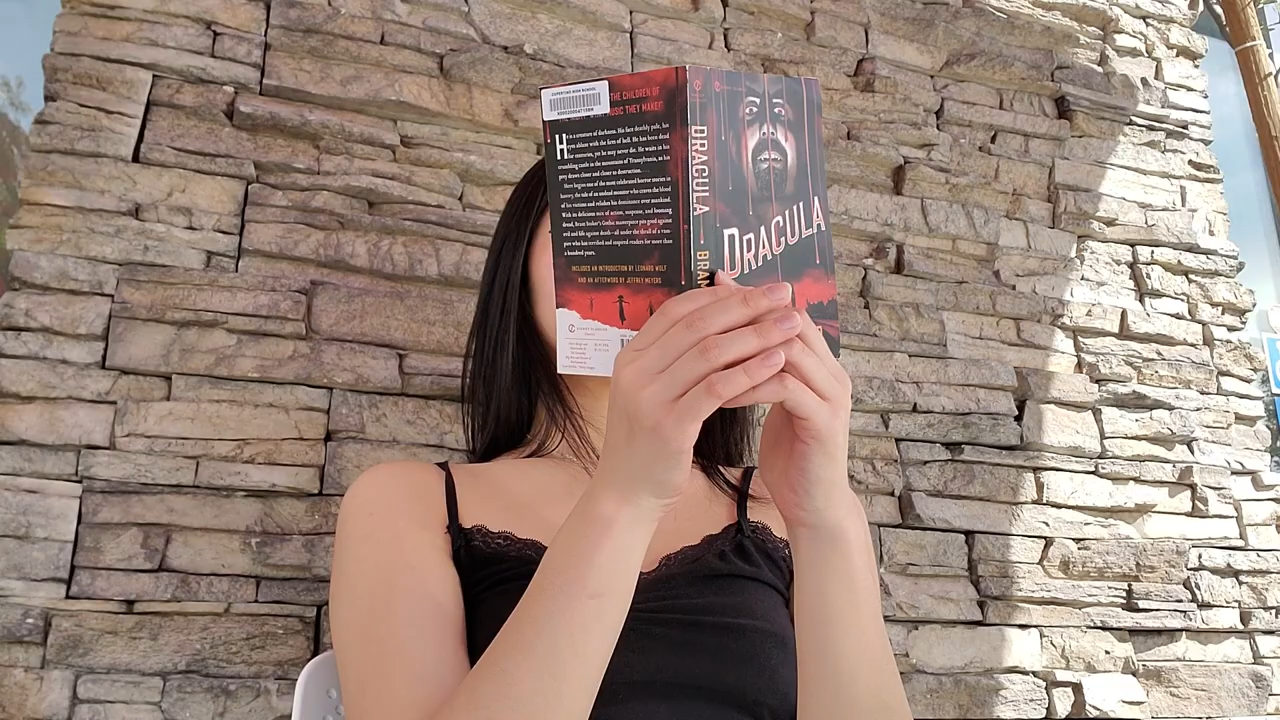 CUPERTINO HIGH SCHOOL
THE CHILDREN OF
MUSIC THEY MAKE!"
He is a creature of darkness. His face deathly pale, his
eyes ablaze with the fires of hell. He has been dead
for centuries, yet he may never die. He waits in his
crumbling castle in the mountains of Transylvania, as his
prey draws closer and closer to destruction. . . .
Here begins one of the most celebrated horror stories in
history, the tale of an undead monster who craves the blood
of his victims and relishes his dominance over mankind.
With its delicious mix of action, suspense, and looming
dread, Bram Stoker's Gothic masterpiece pits good against
evil and life against death—all under the thrall of a vam-
pire who has terrified and inspired readers for more than
a hundred years.
INCLUDES AN INTRODUCTION BY LEONARD WOLF
AND AN AFTERWORD BY JEFFREY MEYERS
SIGNET CLASSICS
DRACULA
BRAM
DRACULA